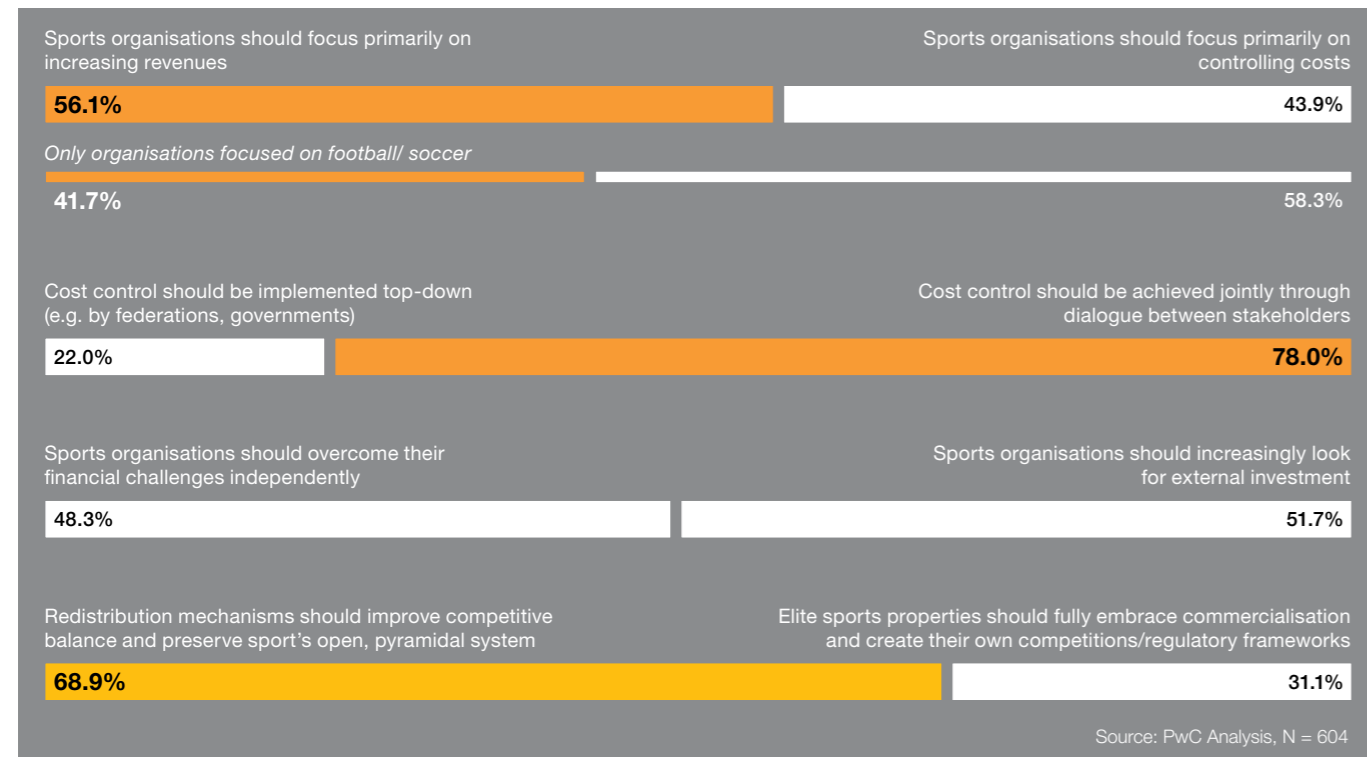 Sports organisations should focus primarily on
increasing revenues
Sports organisations should focus primarily on
controlling costs
56.1%
43.9%
Only organisations focused on football/ soccer
41.7%
58.3%
Cost control should be implemented top-down
(e.g. by federations, governments)
Cost control should be achieved jointly through
dialogue between stakeholders
22.0%
78.0%
Sports organisations should overcome their
financial challenges independently
Sports organisations should increasingly look
for external investment
48.3%
51.7%
Redistribution mechanisms should improve competitive
balance and preserve sport's open, pyramidal system
Elite sports properties should fully embrace commercialisation
and create their own competitions/regulatory frameworks
68.9%
31.1%
Source: PwC Analysis, N = 604